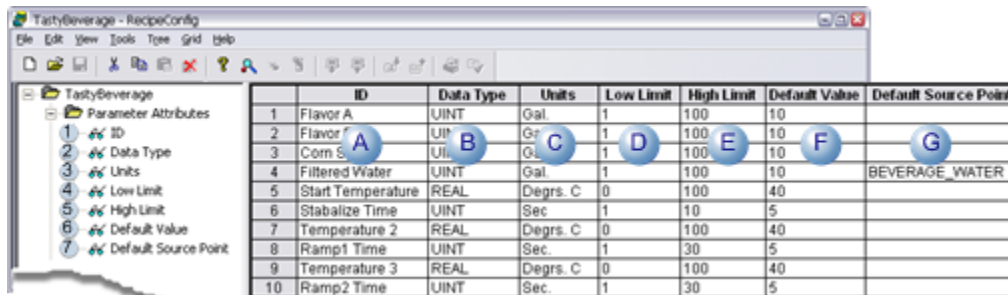 TastyBeverage - RecipeConfig
File Edit View Tools Tree Grid Help
TastyBeverage
Parameter Attributes
1 ID
2 Data Type
3 Units
4 Low Limit
5 High Limit
6 Default Value
7 Default Source Point
ID Data Type Units Low Limit High Limit Default Value Default Source Point
1 Flavor A UINT Gal. 1 100 10
2 Flavor 1 100 10
3 Corn 1 100 10
4 Filtered Water UINT Gal. 1 100 10 BEVERAGE_WATER
5 Start Temperature REAL Degrs. C 0 100 40
6 Stabalize Time UINT Sec 1 10 5
7 Temperature 2 REAL Degrs. C 0 100 40
8 Ramp1 Time UINT Sec. 1 30 5
9 Temperature 3 REAL Degrs. C 0 100 40
10 Ramp2 Time UINT Sec. 1 30 5
A B C D E F G